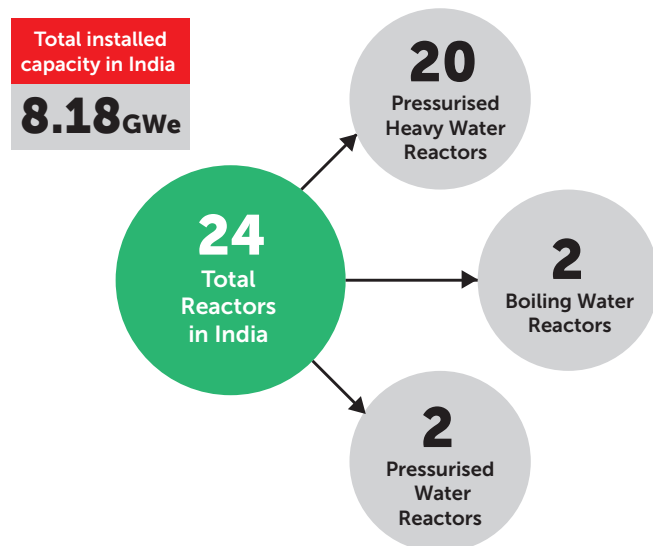 Total installed
capacity in India
8.18GWe
20
Pressurised
Heavy Water
Reactors
24
Total
Reactors
in India
2
Boiling Water
Reactors
2
Pressurised
Water
Reactors